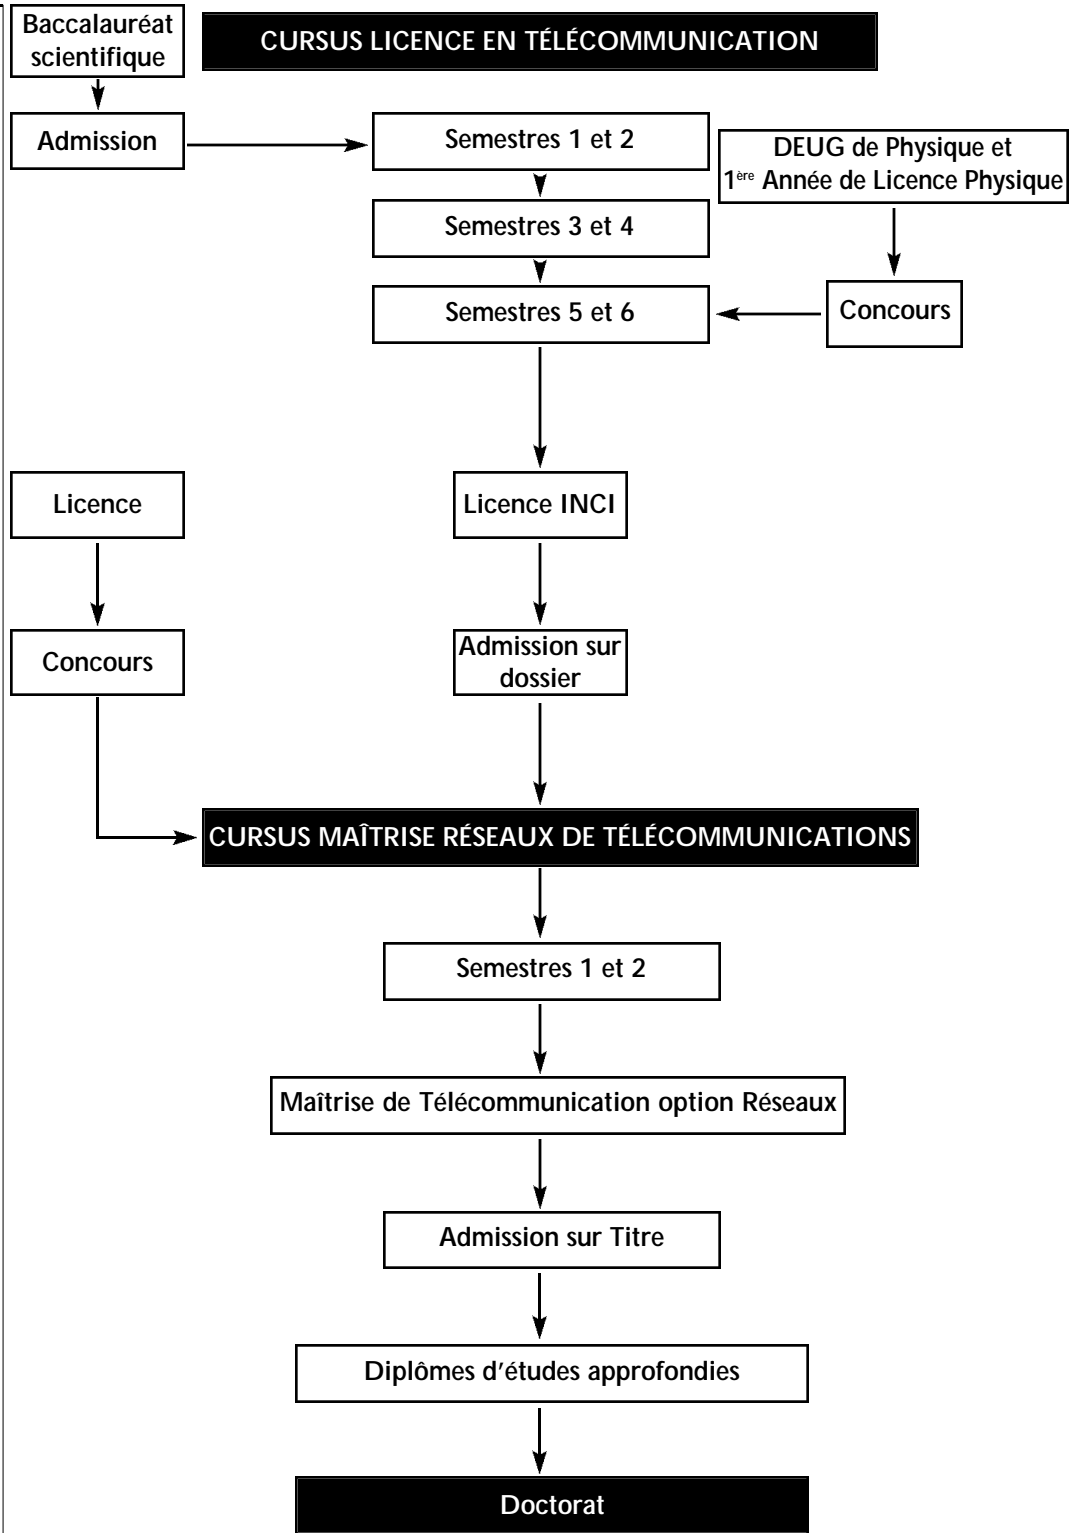 Baccalauréat
scientifique
CURSUS LICENCE EN TÉLÉCOMMUNICATION
Admission
Semestres 1 et 2
DEUG de Physique et
1ère Année de Licence Physique
Semestres 3 et 4
Semestres 5 et 6
Concours
Licence
Licence INCI
Concours
Admission sur
dossier
CURSUS MAÎTRISE RÉSEAUX DE TÉLÉCOMMUNICATIONS
Semestres 1 et 2
Maîtrise de Télécommunication option Réseaux
Admission sur Titre
Diplômes d'études approfondies
Doctorat